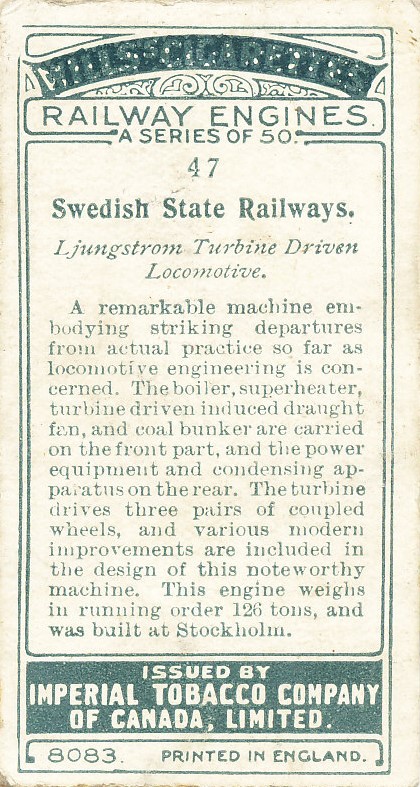 WILLS'S CIGARETTES
RAILWAY ENGINES.
A SERIES OF 50.
47
Swedish State Railways.
Ljungstrom Turbine Driven
Locomotive.
A remarkable machine em-
bodying striking departures
from actual practice so far as
locomotive engineering is con-
cerned. The boiler, superheater,
turbine driven induced draught
fan, and coal bunker are carried
on the front part, and the power
equipment and condensing ap-
paratus on the rear. The turbine
drives three pairs of coupled
wheels, and various modern
improvements are included in
the design of this noteworthy
machine. This engine weighs
in running order 126 tons, and
was built at Stockholm.
ISSUED BY
IMPERIAL TOBACCO COMPANY
OF CANADA, LIMITED.
8083. PRINTED IN ENGLAND.